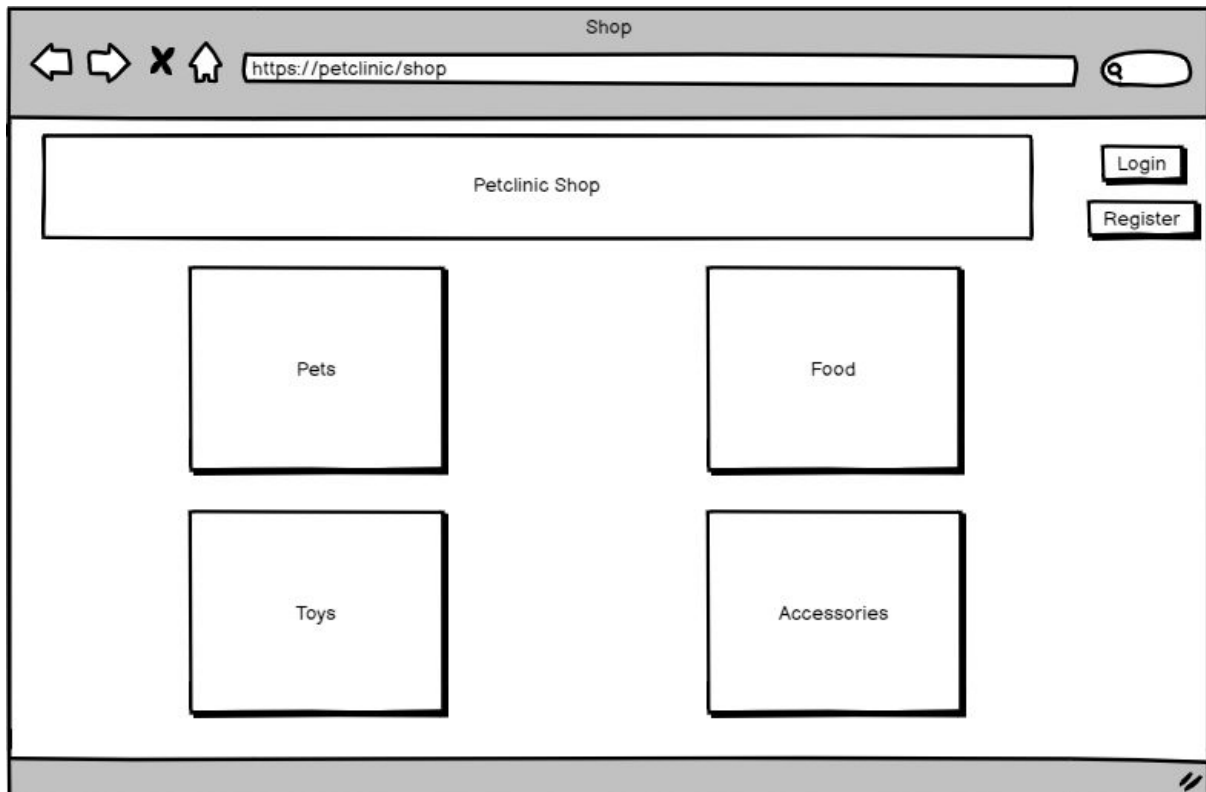 Shop
https://petclinic/shop
Petclinic Shop
Login
Register
Pets
Food
Toys
Accessories